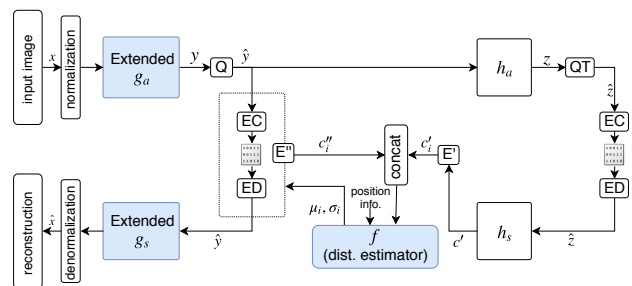 input image
x
normalization
Extended
g_a
y
Q
ŷ
h_a
z
QT
ẑ
EC
ED
E"
c_i''
concat
c_i'
E'
EC
ED
position
info.
μ_i, σ_i
f
(dist. estimator)
c'
h_s
ẑ
reconstruction
x̂
denormalization
Extended
g_s
ŷ